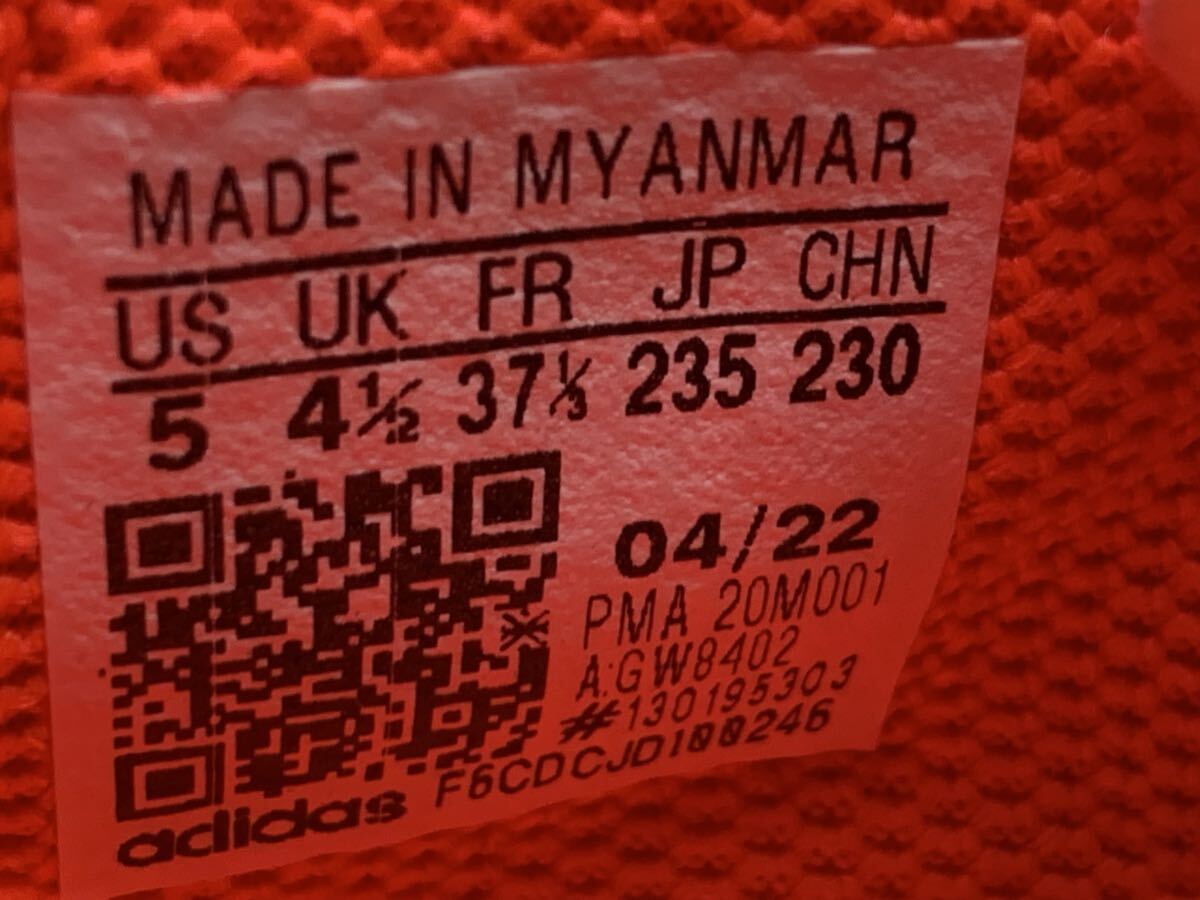 MADE IN MYANMAR
US UK FR JP CHN
5 4½ 37⅓ 235 230
04/22
PMA 20M001
A:GW8402
#130195303
F6CDCJD100246
adidas